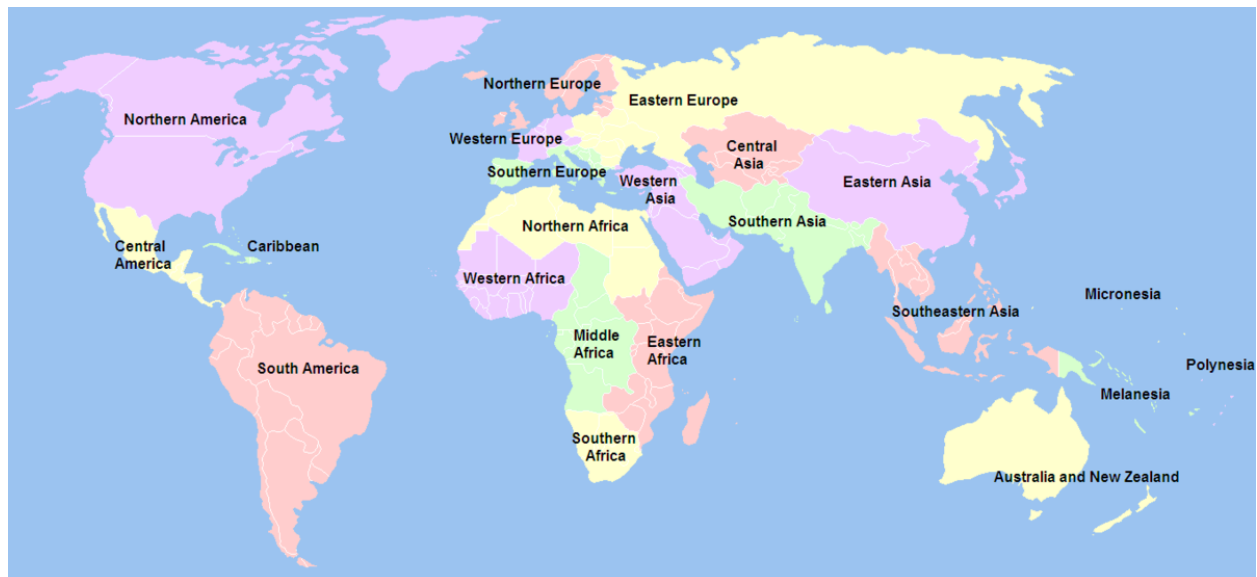 Northern Europe
Eastern Europe
Northern America
Western Europe
Central
Asia
Southern Europe
Western
Asia
Eastern Asia
Northern Africa
Southern Asia
Central
America
Caribbean
Western Africa
Micronesia
Southeastern Asia
Middle
Africa
Eastern
Africa
South America
Polynesia
Melanesia
Southern
Africa
Australia and New Zealand